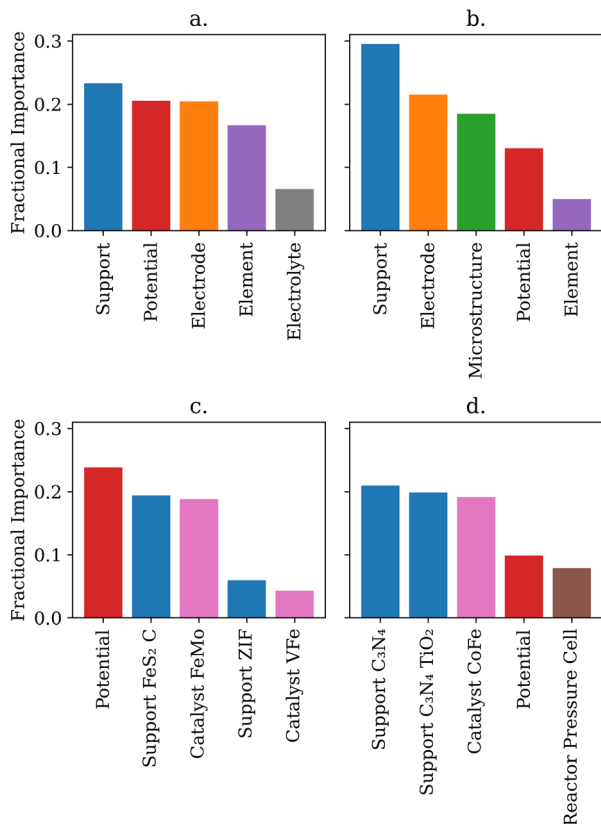 a.
b.
Fractional Importance
0.3
0.2
0.1
0.0
Support
Potential
Electrode
Element
Electrolyte
Support
Electrode
Microstructure
Potential
Element
c.
d.
Fractional Importance
0.3
0.2
0.1
0.0
Potential
Support FeS₂ C
Catalyst FeMo
Support ZIF
Catalyst VFe
Support C₃N₄
Support C₃N₄ TiO₂
Catalyst CoFe
Potential
Reactor Pressure Cell